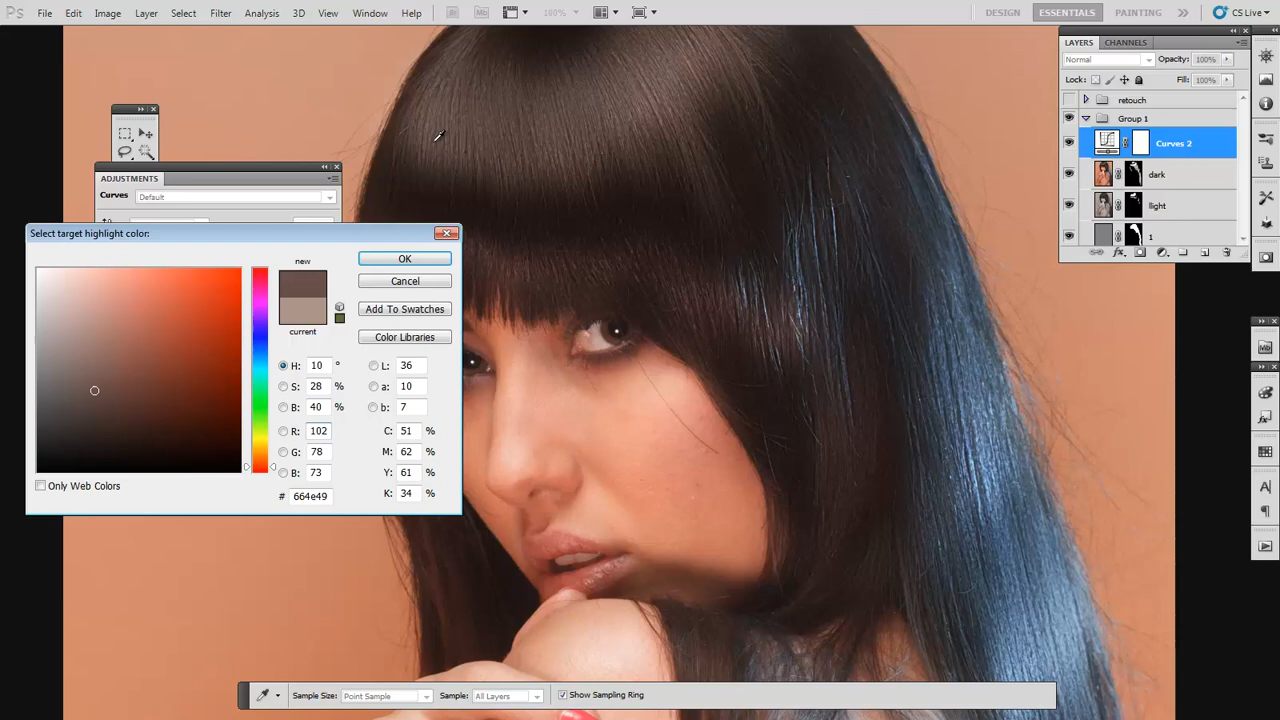 Ps File Edit Image Layer Select Filter Analysis 3D View Window Help Br Mb 100% DESIGN ESSENTIALS PAINTING CS Live
LAYERS CHANNELS
Normal Opacity: 100%
Lock: Fill: 100%
retouch
Group 1
Curves 2
dark
llight
1
ADJUSTMENTS
Curves Default
Select target highlight color:
new
current
OK
Cancel
Add To Swatches
Color Libraries
H: 10 ° L: 36
S: 28 % a: 10
B: 40 % b: 7
R: 102 C: 51 %
G: 78 M: 62 %
B: 73 Y: 61 %
# 664e49 K: 34 %
Only Web Colors
Mb
A
Sample Size: Point Sample Sample: All Layers Show Sampling Ring